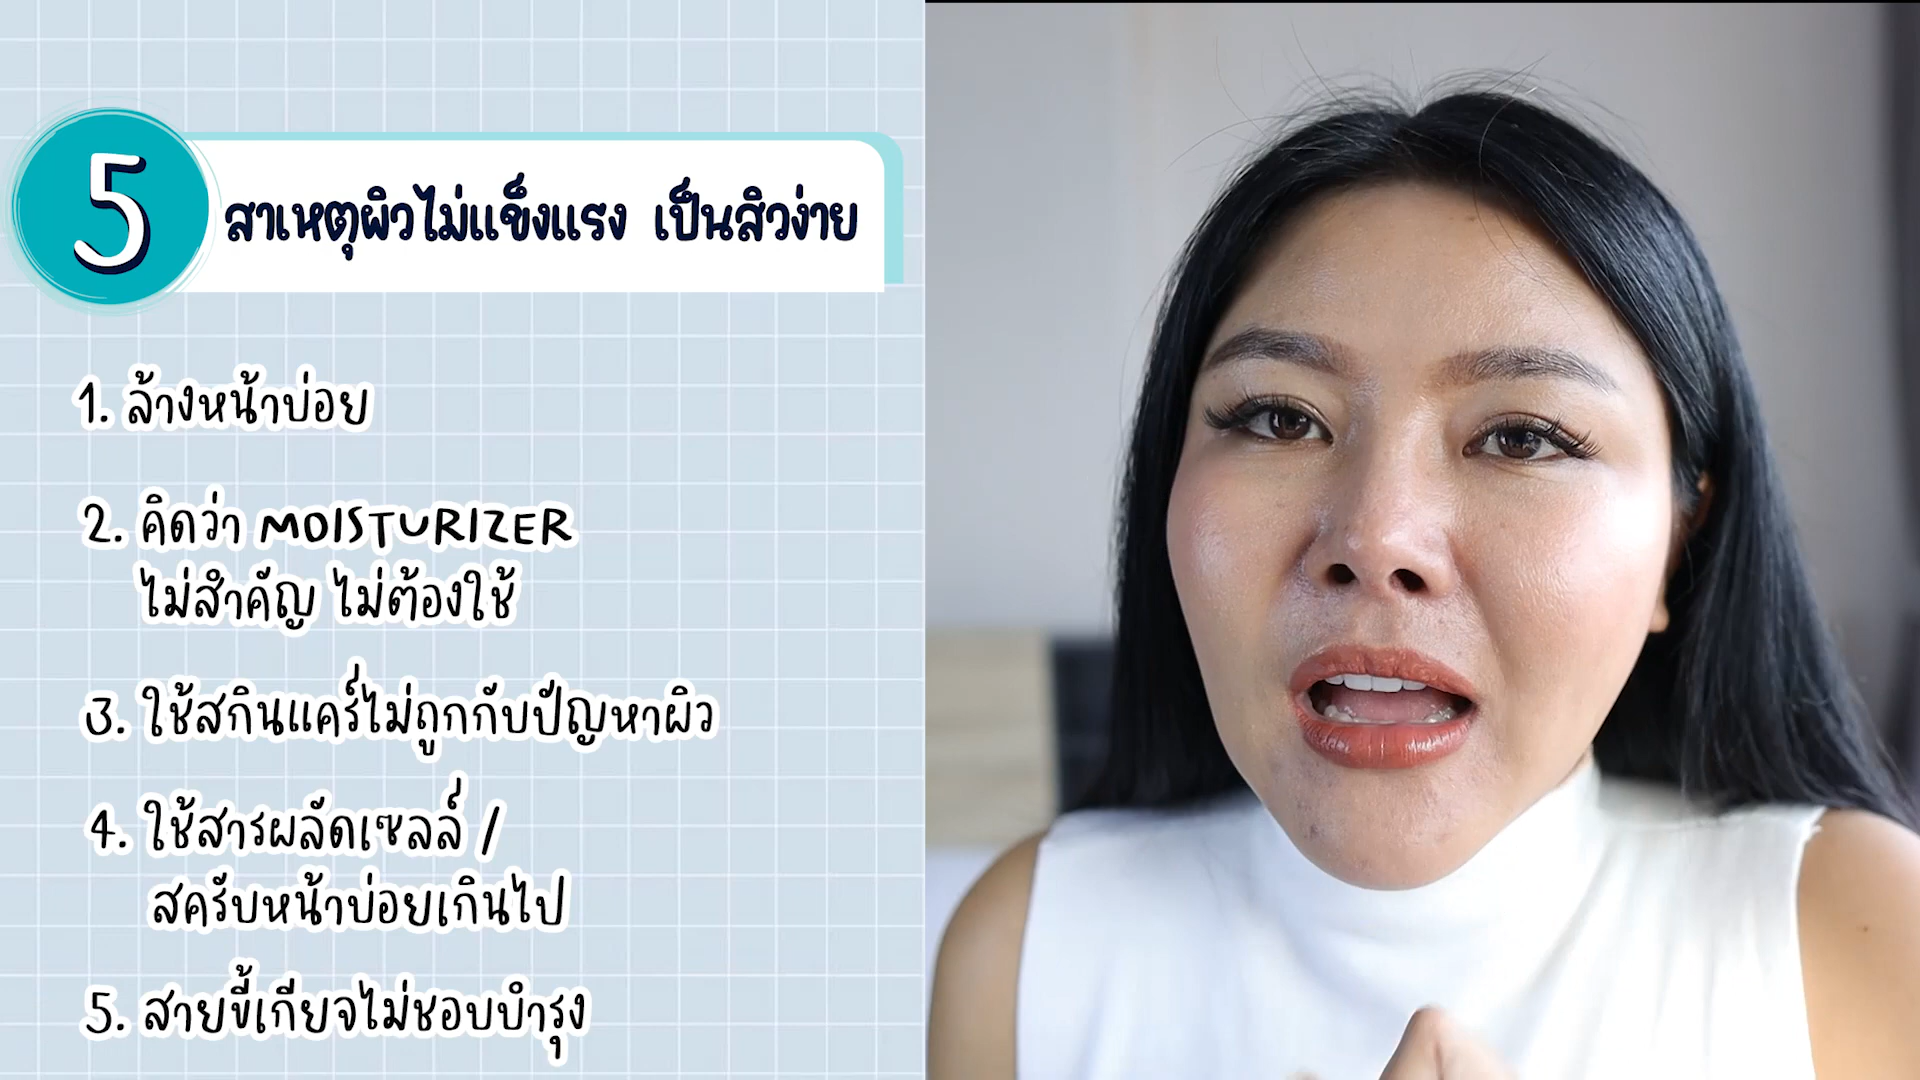 5
สาเหตุผิวไม่แข็งแรง เป็นสิวง่าย
1. ล้างหน้าบ่อย
2. คิดว่า MOISTURIZER
ไม่สำคัญ ไม่ต้องใช้
3. ใช้สกินแคร์ไม่ถูกกับปัญหาผิว
4. ใช้สารผลัดเซลล์ /
สครับหน้าบ่อยเกินไป
5. สายขี้เกียจไม่ชอบบำรุง